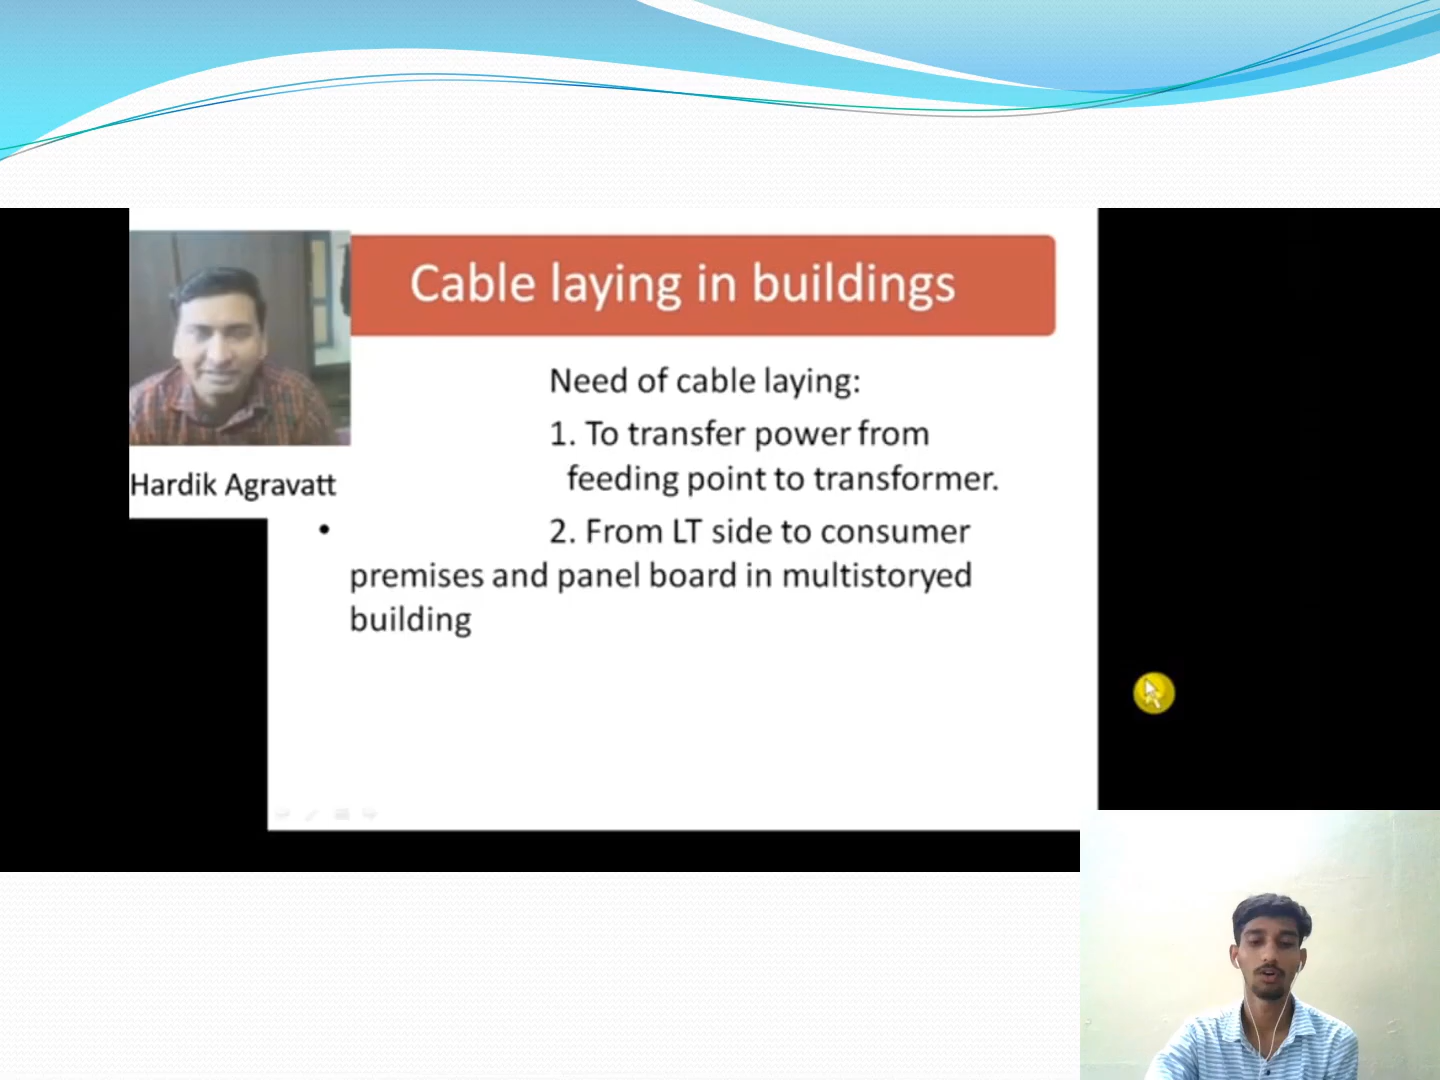 Cable laying in buildings
Need of cable laying:
1. To transfer power from
feeding point to transformer.
Hardik Agravatt
• 2. From LT side to consumer
premises and panel board in multistoryed
building